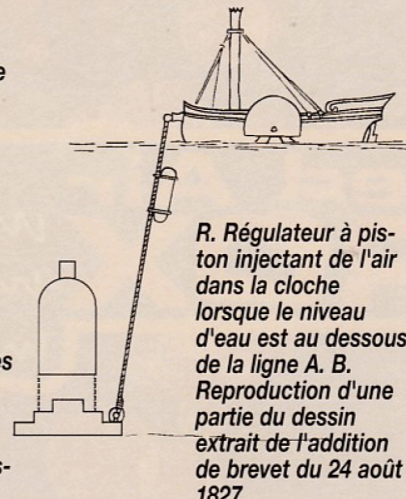 e
es
s-
R. Régulateur à pis-
ton injectant de l'air
dans la cloche
lorsque le niveau
d'eau est au dessous
de la ligne A. B.
Reproduction d'une
partie du dessin
extrait de l'addition
de brevet du 24 août
1827